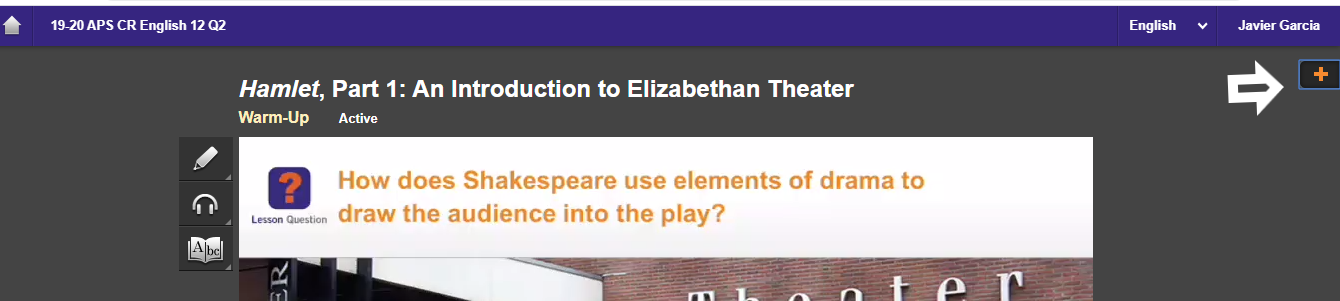 19-20 APS CR English 12 Q2
English
Javier Garcia
Hamlet, Part 1: An Introduction to Elizabethan Theater
Warm-Up Active
How does Shakespeare use elements of drama to
draw the audience into the play?
Lesson Question
A|bc
ER
Theater